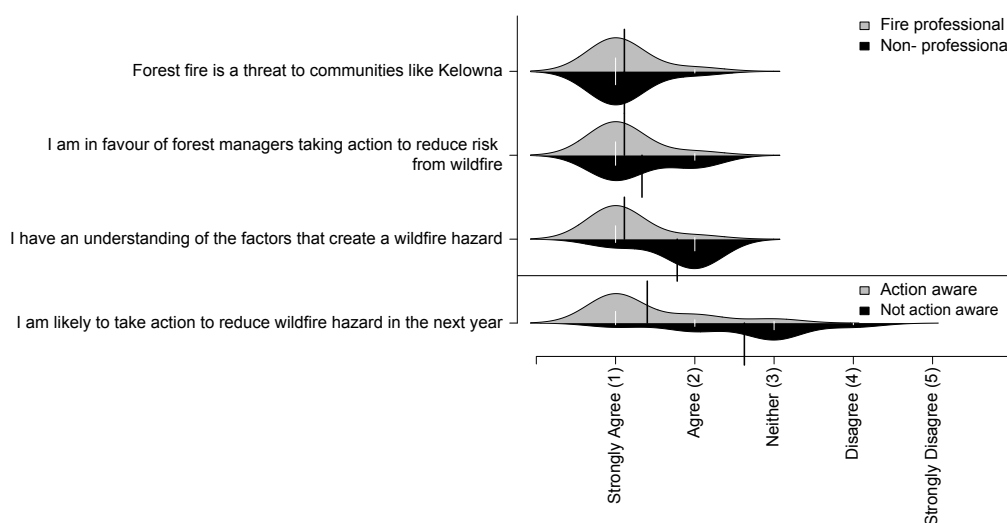 Fire professional
Non- professional
Forest fire is a threat to communities like Kelowna
I am in favour of forest managers taking action to reduce risk
from wildfire
I have an understanding of the factors that create a wildfire hazard
Action aware
Not action aware
I am likely to take action to reduce wildfire hazard in the next year
Strongly Agree (1)
Agree (2)
Neither (3)
Disagree (4)
Strongly Disagree (5)